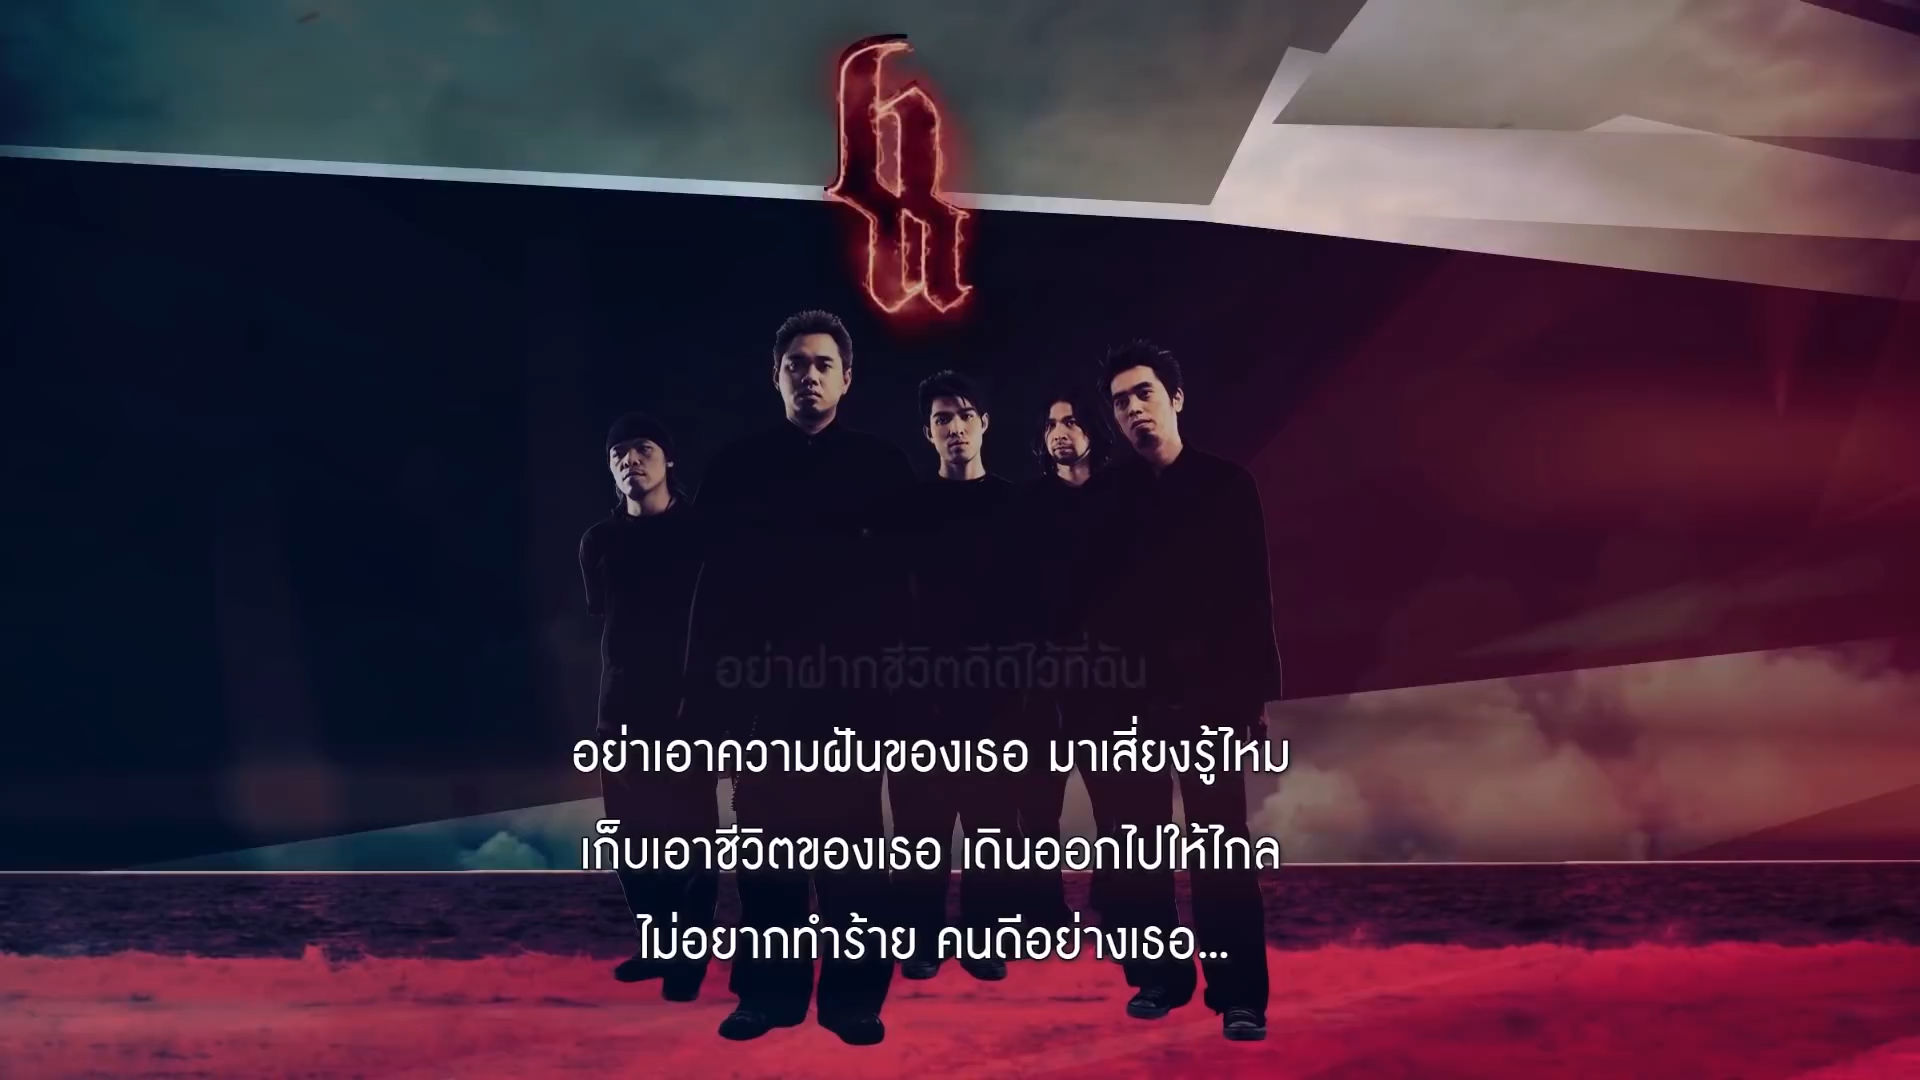 อย่าฝากชีวิตดีดีไว้ที่ฉัน
อย่าเอาความฝันของเธอ มาเสี่ยงรู้ไหม
เก็บเอาชีวิตของเธอ เดินออกไปให้ไกล
ไม่อยากทำร้าย คนดีอย่างเธอ...